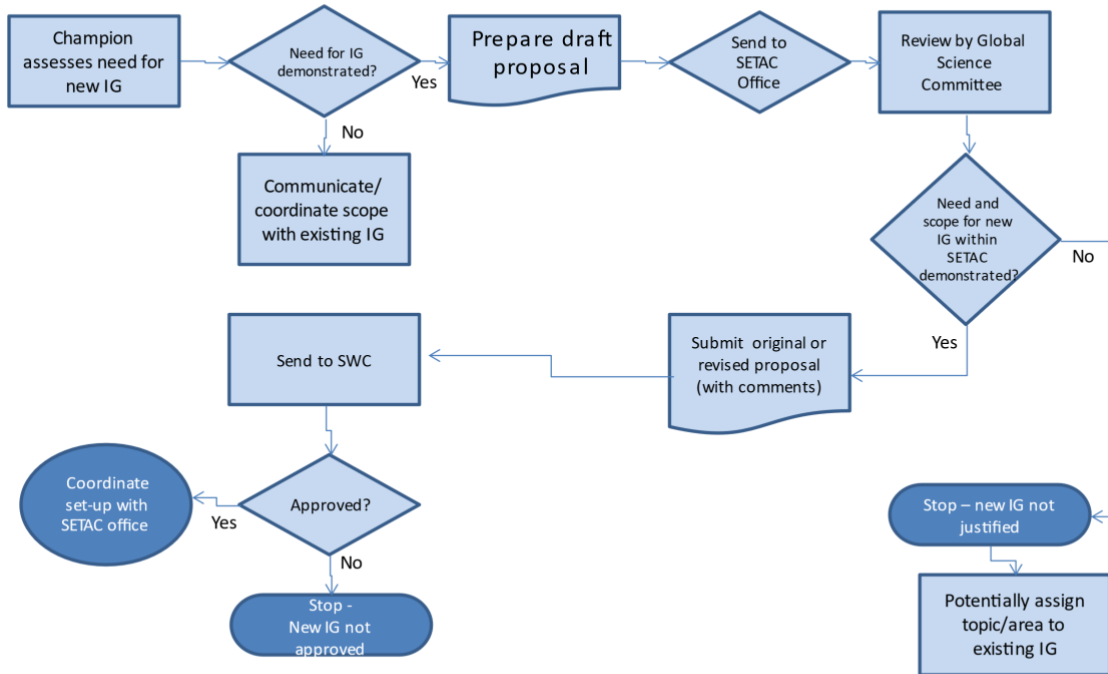 Champion
assesses need for
new IG
Need for IG
demonstrated?
Yes
No
Communicate/
coordinate scope
with existing IG
Prepare draft
proposal
Send to
SETAC
Office
Review by Global
Science
Committee
Need and
scope for new
IG within
SETAC
demonstrated?
No
Yes
Submit original or
revised proposal
(with comments)
Send to SWC
Approved?
Yes
Coordinate
set-up with
SETAC office
No
Stop -
New IG not
approved
Stop – new IG not
justified
Potentially assign
topic/area to
existing IG